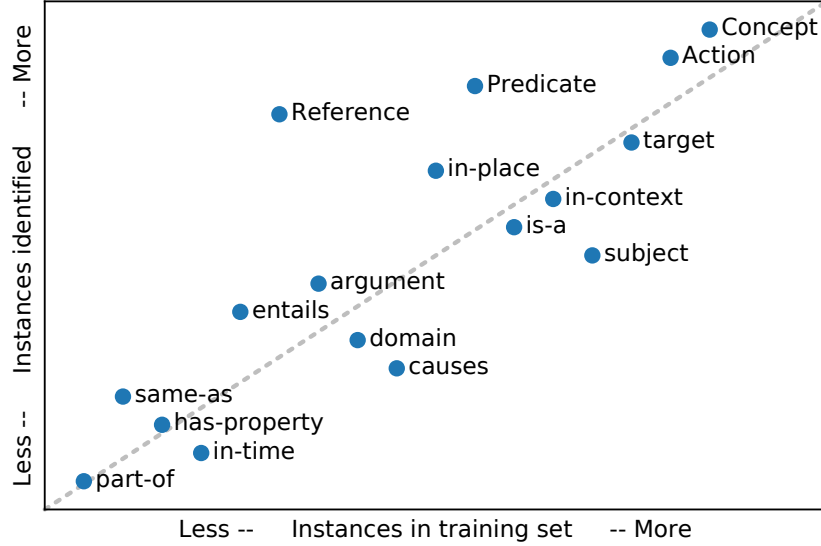 Concept
Action
Predicate
Reference
target
in-place
in-context
is-a
subject
argument
entails
domain
causes
same-as
has-property
in-time
part-of
Less -- Instances identified -- More
Less -- Instances in training set -- More